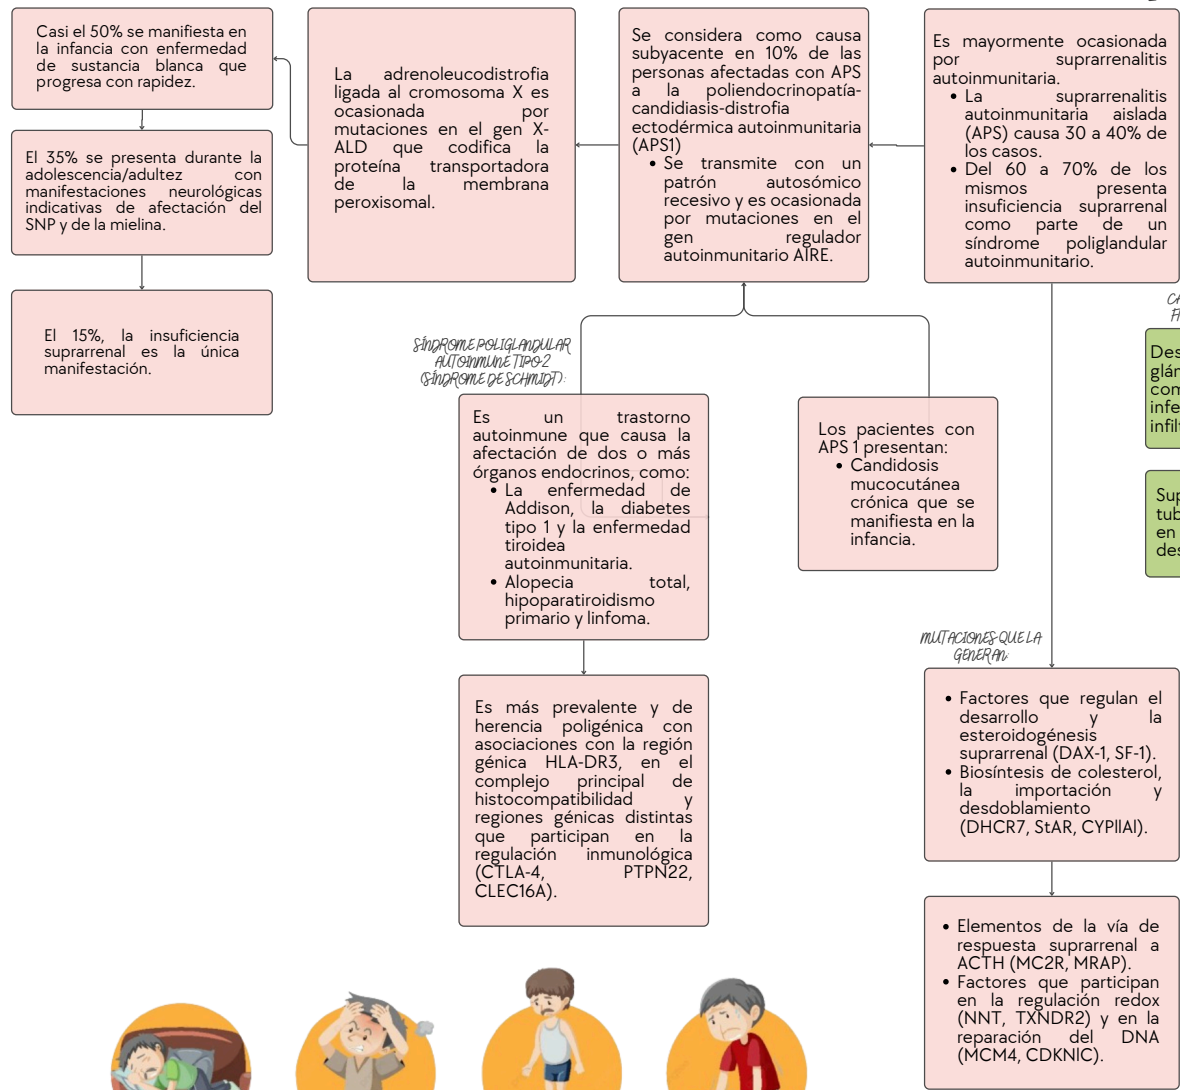 Casi el 50% se manifiesta en
la infancia con enfermedad
de sustancia blanca que
progresa con rapidez.
El 35% se presenta durante la
adolescencia/adultez con
manifestaciones neurológicas
indicativas de afectación del
SNP y de la mielina.
El 15%, la insuficiencia
suprarrenal es la única
manifestación.
La adrenoleucodistrofia
ligada al cromosoma X es
ocasionada por
mutaciones en el gen X-
ALD que codifica la
proteína transportadora
de la membrana
peroxisomal.
Se considera como causa
subyacente en 10% de las
personas afectadas con APS
a la poliendocrinopatía-
candidiasis-distrofia
ectodérmica autoinmunitaria
(APS1)
• Se transmite con un
patrón autosómico
recesivo y es ocasionada
por mutaciones en el
gen regulador
autoinmunitario AIRE.
Es mayormente ocasionada
por suprarrenalitis
autoinmunitaria.
• La suprarrenalitis
autoinmunitaria aislada
(APS) causa 30 a 40% de
los casos.
• Del 60 a 70% de los
mismos presenta
insuficiencia suprarrenal
como parte de un
síndrome poliglandular
autoinmunitario.
SÍNDROME POLIGLANDULAR
AUTOINMUNE TIPO 2
(SÍNDROME DE SCHMIDT):
Es un trastorno
autoinmune que causa la
afectación de dos o más
órganos endocrinos, como:
• La enfermedad de
Addison, la diabetes
tipo 1 y la enfermedad
tiroidea
autoinmunitaria.
• Alopecia total,
hipoparatiroidismo
primario y linfoma.
Los pacientes con
APS 1 presentan:
• Candidosis
mucocutánea
crónica que se
manifiesta en la
infancia.
Es más prevalente y de
herencia poligénica con
asociaciones con la región
génica HLA-DR3, en el
complejo principal de
histocompatibilidad y
regiones génicas distintas
que participan en la
regulación inmunológica
(CTLA-4, PTPN22,
CLEC16A).
MUTACIONES QUE LA
GENERAN:
• Factores que regulan el
desarrollo y la
esteroidogénesis
suprarrenal (DAX-1, SF-1).
• Biosíntesis de colesterol,
la importación y
desdoblamiento
(DHCR7, StAR, CYPllAl).
• Elementos de la vía de
respuesta suprarrenal a
ACTH (MC2R, MRAP).
• Factores que participan
en la regulación redox
(NNT, TXNDR2) y en la
reparación del DNA
(MCM4, CDKNIC).
Des
glán
com
infe
infilt
Sup
tub
en
des